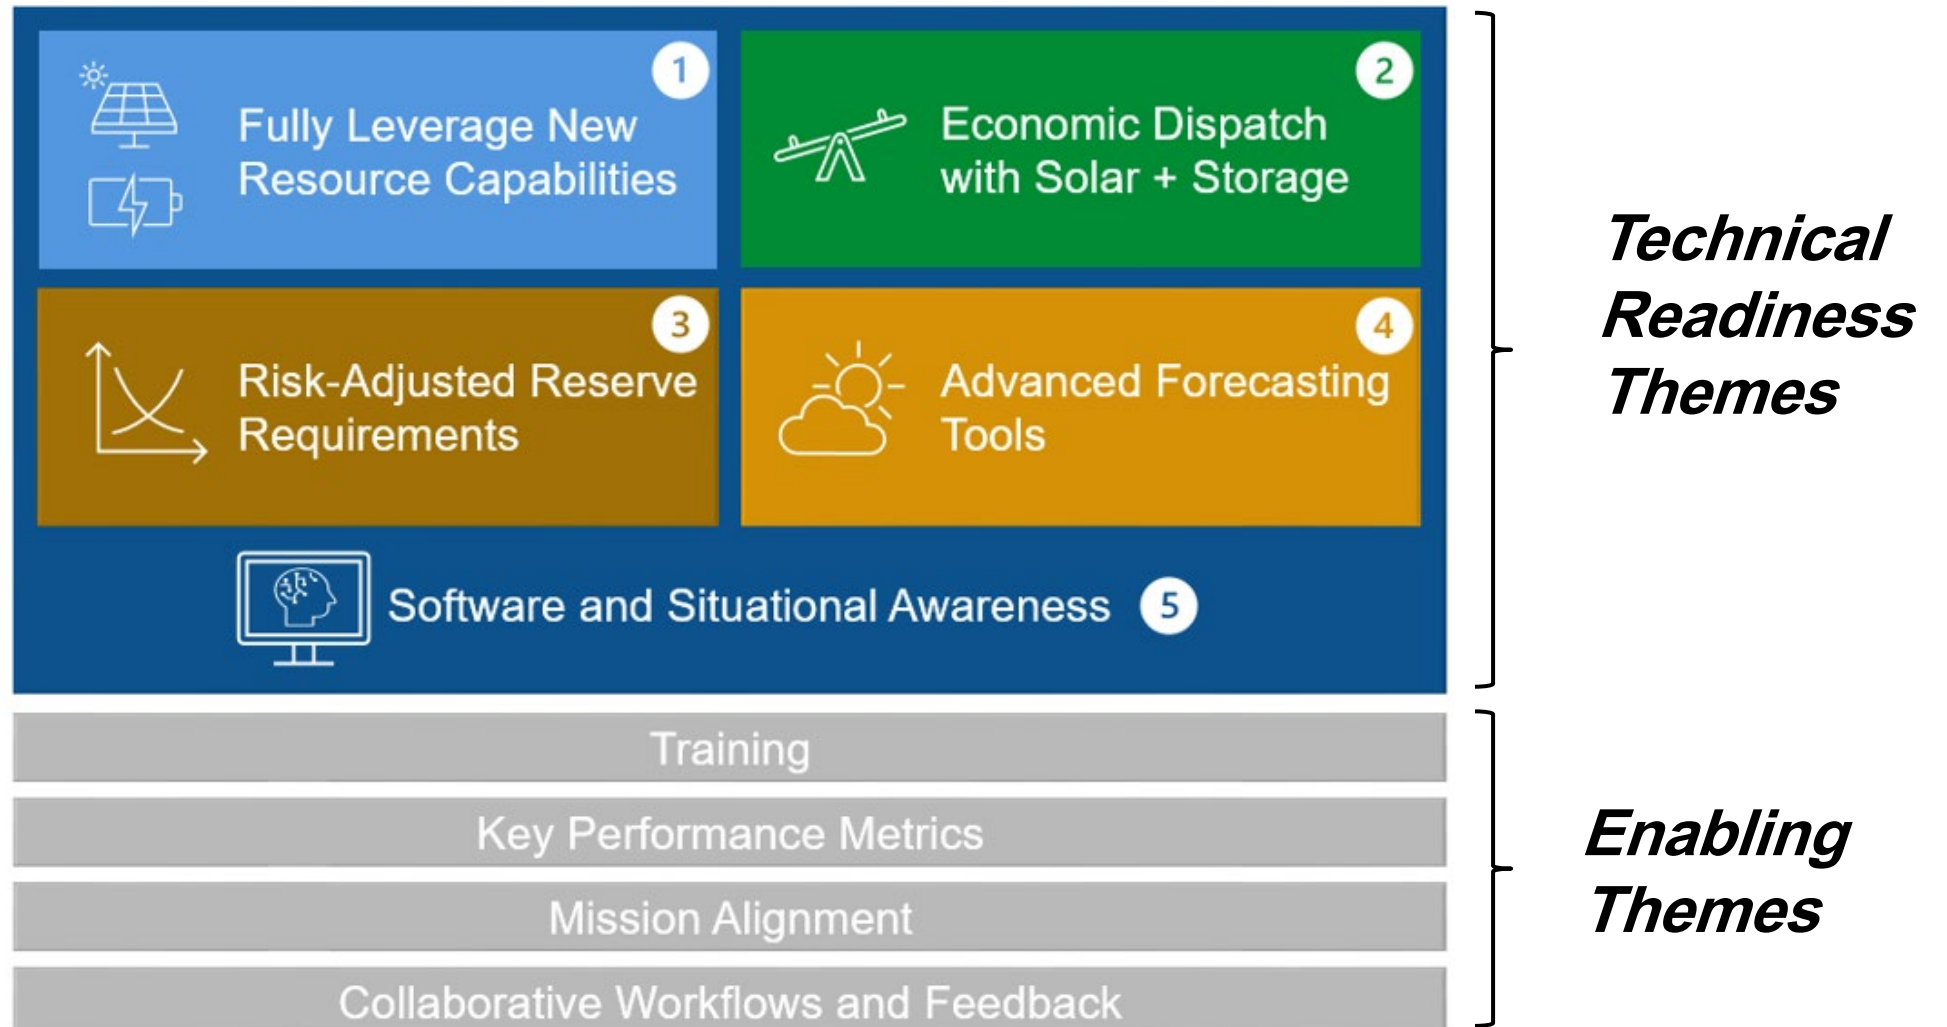 1
Fully Leverage New
Resource Capabilities
2
Economic Dispatch
with Solar + Storage
3
Risk-Adjusted Reserve
Requirements
4
Advanced Forecasting
Tools
Software and Situational Awareness 5
Technical
Readiness
Themes
Training
Key Performance Metrics
Mission Alignment
Collaborative Workflows and Feedback
Enabling
Themes